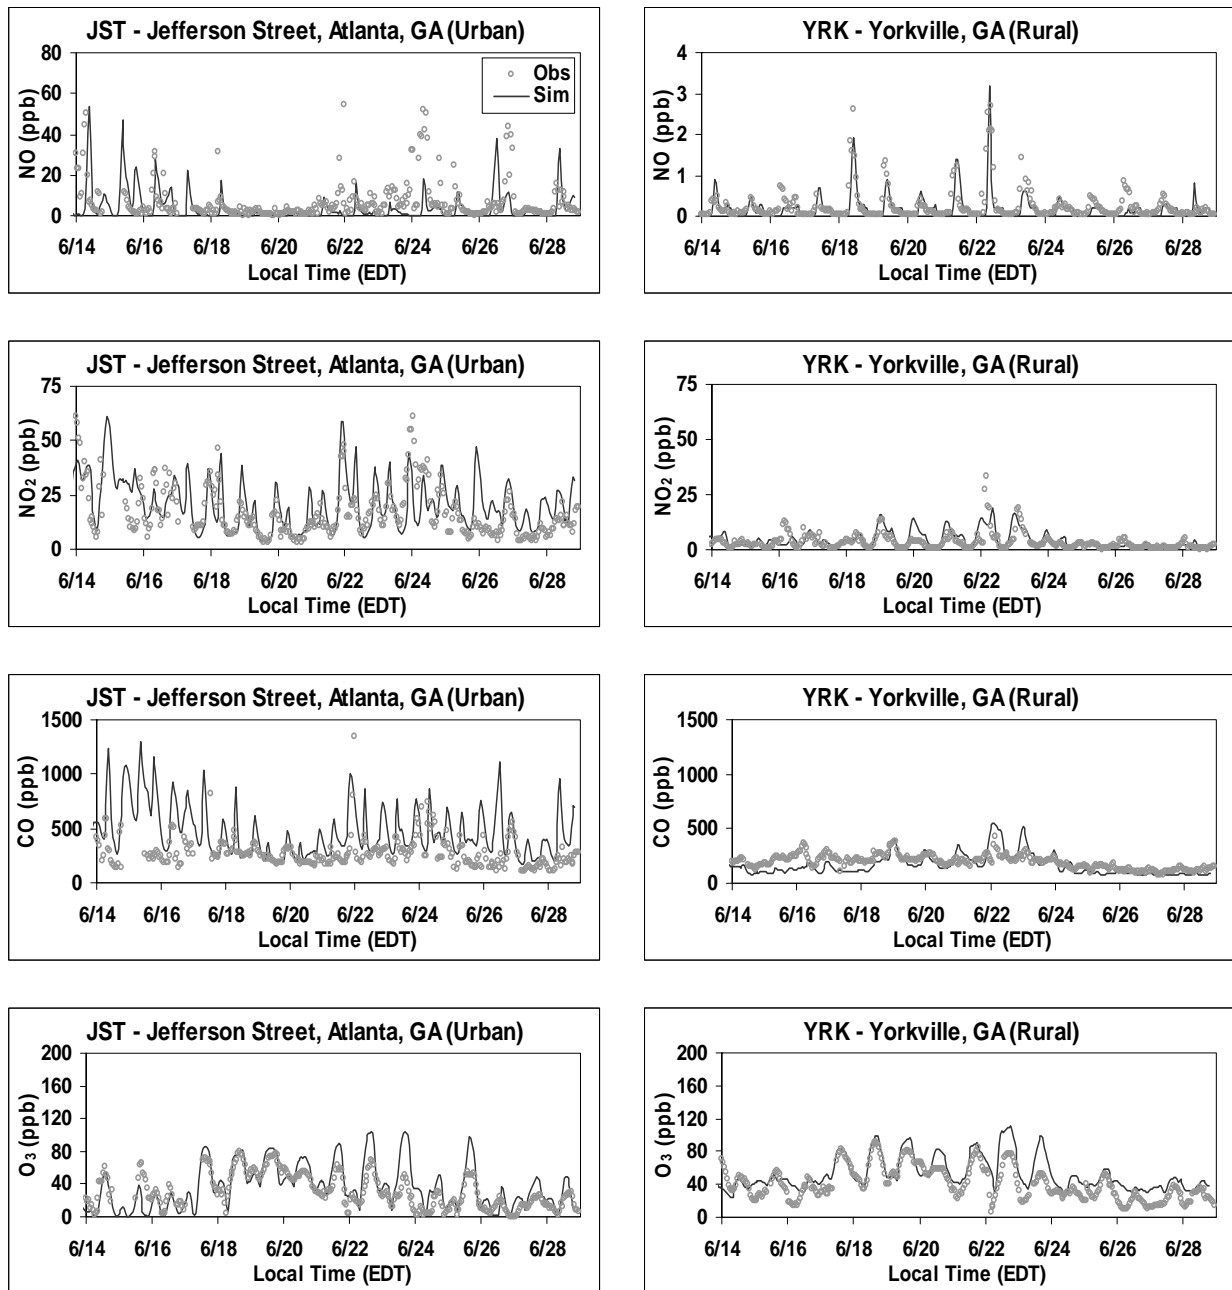 JST - Jefferson Street, Atlanta, GA (Urban)
NO (ppb)
80
60
40
20
0
Obs
Sim
6/14 6/16 6/18 6/20 6/22 6/24 6/26 6/28
Local Time (EDT)
YRK - Yorkville, GA (Rural)
NO (ppb)
4
3
2
1
0
6/14 6/16 6/18 6/20 6/22 6/24 6/26 6/28
Local Time (EDT)
JST - Jefferson Street, Atlanta, GA (Urban)
NO₂ (ppb)
75
50
25
0
6/14 6/16 6/18 6/20 6/22 6/24 6/26 6/28
Local Time (EDT)
YRK - Yorkville, GA (Rural)
NO₂ (ppb)
75
50
25
0
6/14 6/16 6/18 6/20 6/22 6/24 6/26 6/28
Local Time (EDT)
JST - Jefferson Street, Atlanta, GA (Urban)
CO (ppb)
1500
1000
500
0
6/14 6/16 6/18 6/20 6/22 6/24 6/26 6/28
Local Time (EDT)
YRK - Yorkville, GA (Rural)
CO (ppb)
1500
1000
500
0
6/14 6/16 6/18 6/20 6/22 6/24 6/26 6/28
Local Time (EDT)
JST - Jefferson Street, Atlanta, GA (Urban)
O₃ (ppb)
200
160
120
80
40
0
6/14 6/16 6/18 6/20 6/22 6/24 6/26 6/28
Local Time (EDT)
YRK - Yorkville, GA (Rural)
O₃ (ppb)
200
160
120
80
40
0
6/14 6/16 6/18 6/20 6/22 6/24 6/26 6/28
Local Time (EDT)